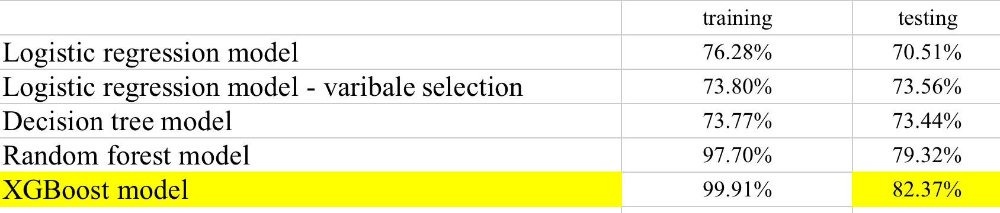 training testing
Logistic regression model 76.28% 70.51%
Logistic regression model - varibale selection 73.80% 73.56%
Decision tree model 73.77% 73.44%
Random forest model 97.70% 79.32%
XGBoost model 99.91% 82.37%